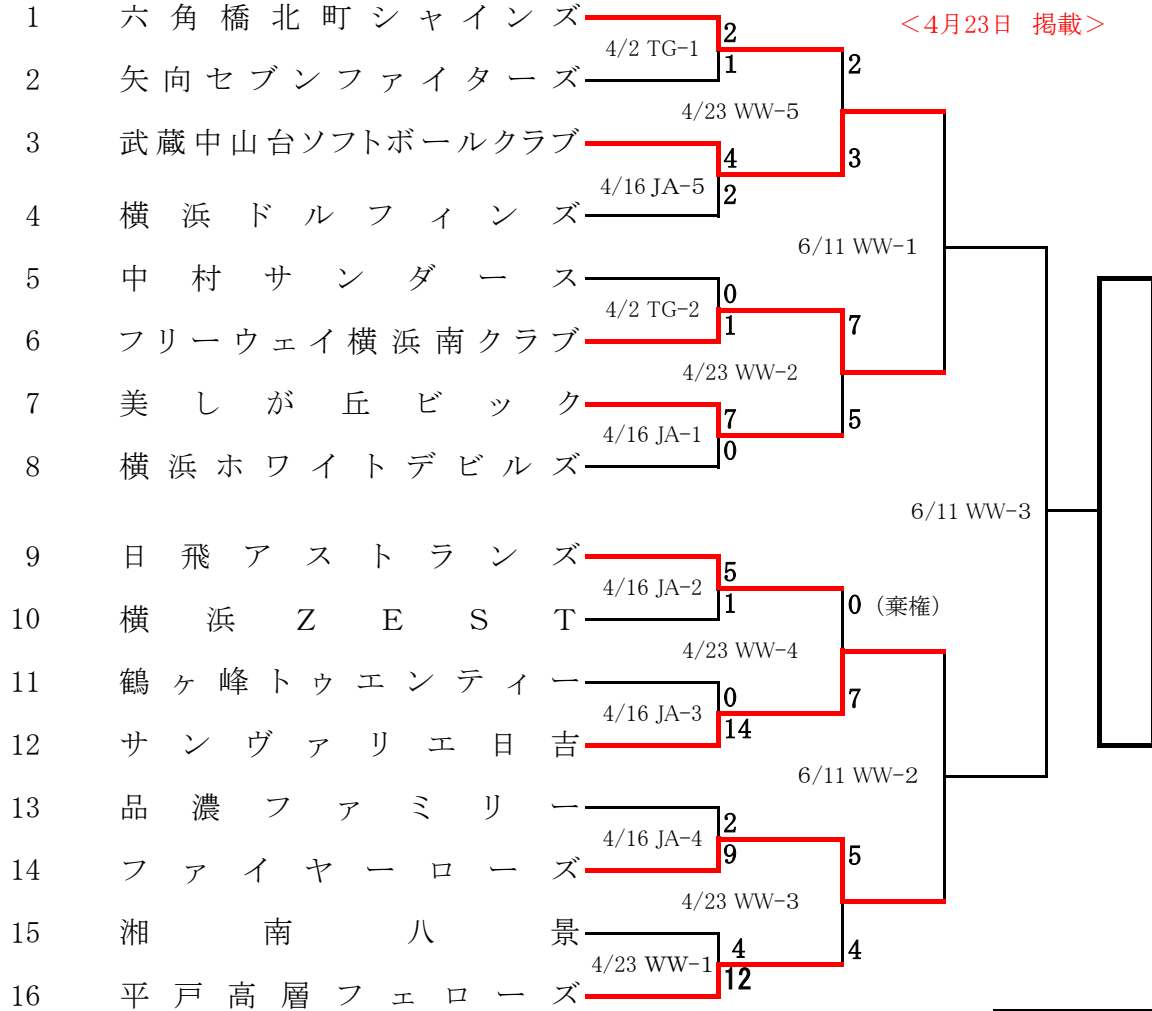 <4月23日 掲載>
1 六角橋北町シャインズ 2
4/2 TG-1
2 矢向セブンファイターズ 1
2
4/23 WW-5
3
3 武蔵中山台ソフトボールクラブ 4
4/16 JA-5
4 横浜ドルフィンズ 2
6/11 WW-1
5 中村サンダース 0
4/2 TG-2
6 フリーウェイ横浜南クラブ 1
7
4/23 WW-2
5
7 美しが丘ビック 7
4/16 JA-1
8 横浜ホワイトデビルズ 0
6/11 WW-3
9 日飛アストランズ 5
4/16 JA-2
10 横浜ZEST 1
0 (棄権)
4/23 WW-4
7
11 鶴ヶ峰トゥエンティー 0
4/16 JA-3
12 サンヴァリエ日吉 14
6/11 WW-2
13 品濃ファミリー 2
4/16 JA-4
14 ファイヤーローズ 9
5
4/23 WW-3
4
15 湘南八景 4
4/23 WW-1
16 平戸高層フェローズ 12